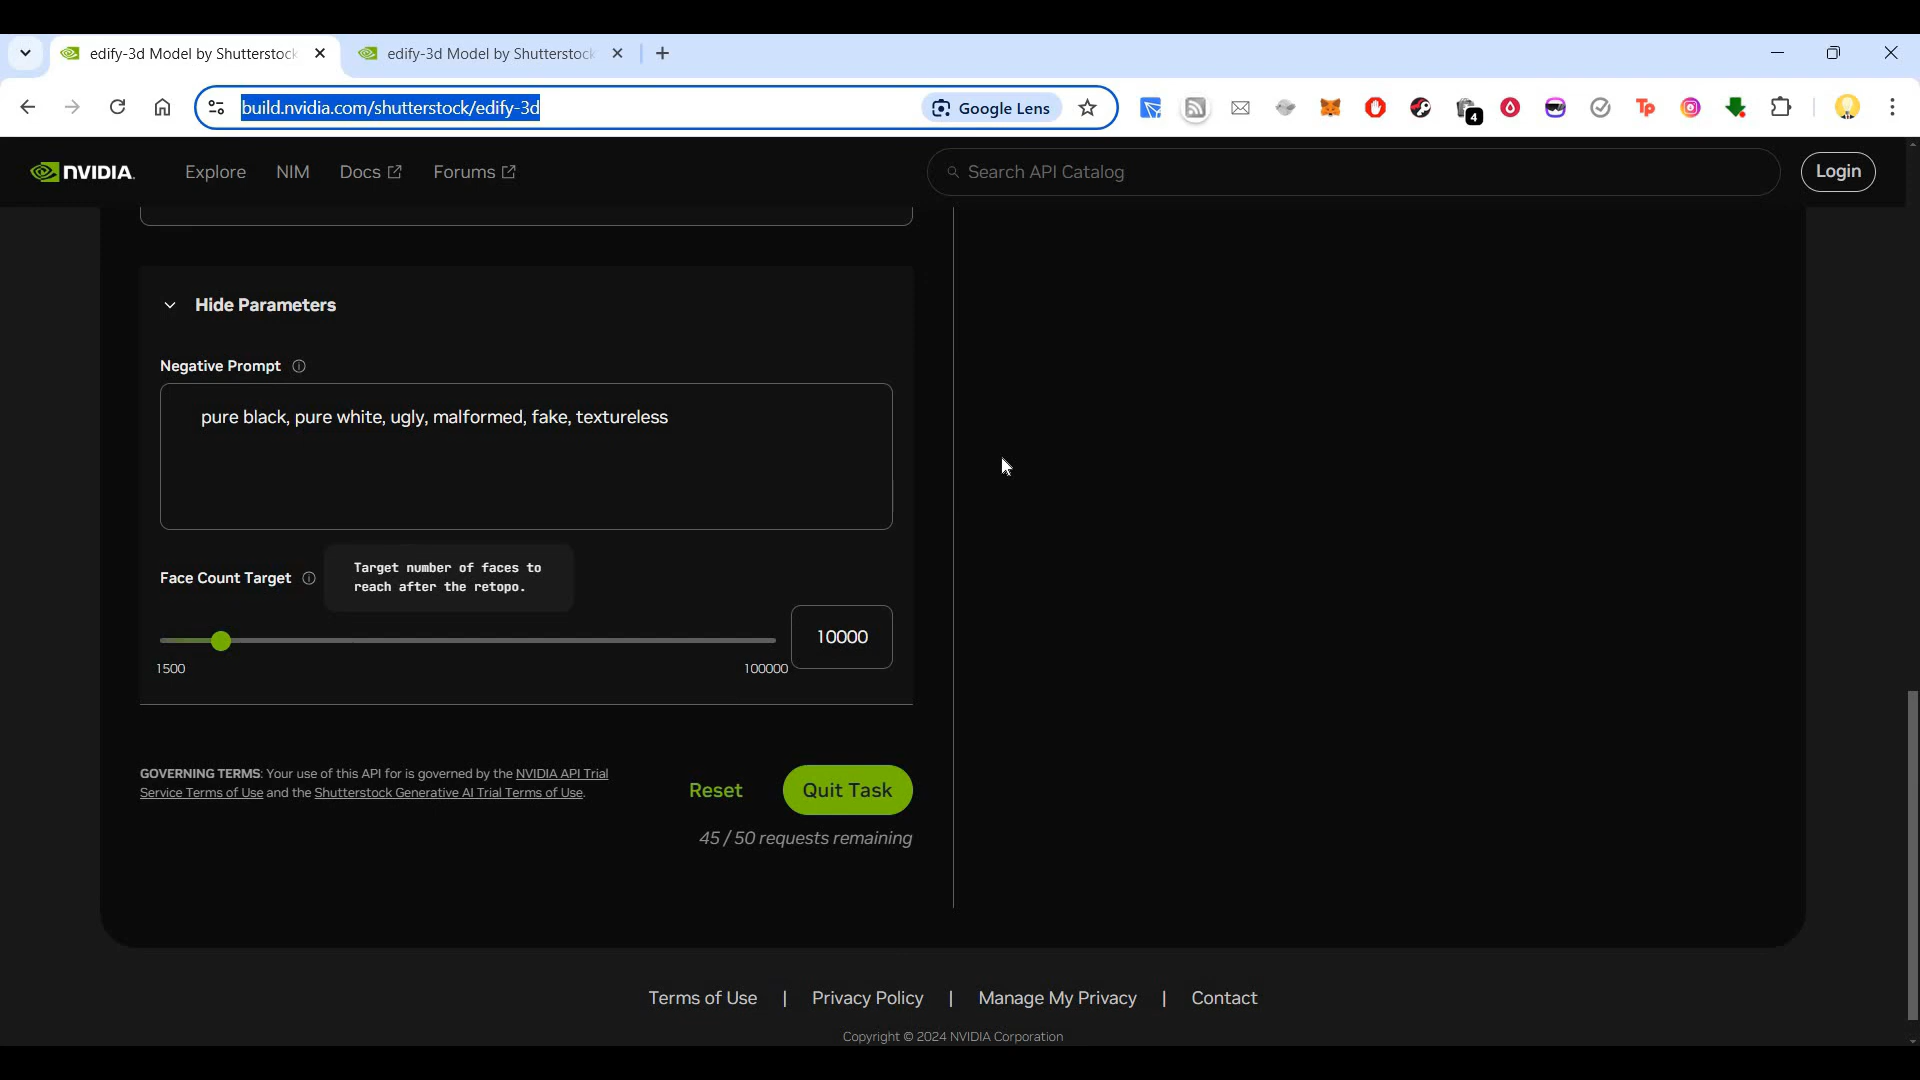 edify-3d Model by Shutterstock
edify-3d Model by Shutterstock
build.nvidia.com/shutterstock/edify-3d
Google Lens
4
Tp
NVIDIA.
Explore
NIM
Docs
Forums
Search API Catalog
Login
Hide Parameters
Negative Prompt
pure black, pure white, ugly, malformed, fake, textureless
Face Count Target
Target number of faces to
reach after the retopo.
10000
1500
100000
GOVERNING TERMS: Your use of this API for is governed by the NVIDIA API Trial
Service Terms of Use and the Shutterstock Generative AI Trial Terms of Use.
Reset
Quit Task
45 / 50 requests remaining
Terms of Use | Privacy Policy | Manage My Privacy | Contact
Copyright © 2024 NVIDIA Corporation